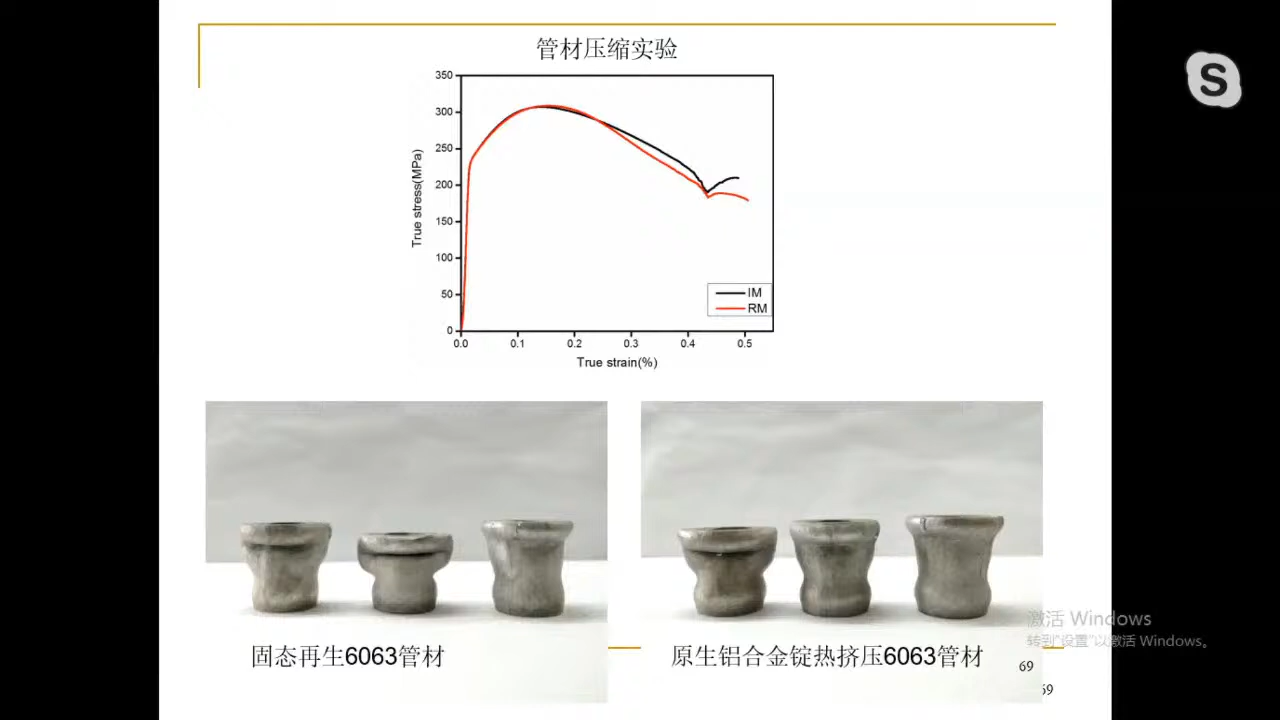 管材压缩实验
350
300
250
200
150
100
50
0
True stress(MPa)
IM
RM
0.0 0.1 0.2 0.3 0.4 0.5
True strain(%)
S
固态再生6063管材
原生铝合金锭热挤压6063管材
激活 Windows
转到"设置"以激活 Windows。
69
69